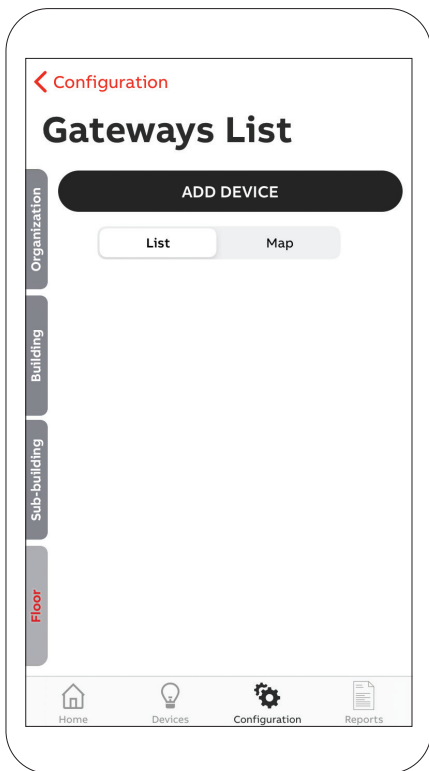 Configuration
Gateways List
ADD DEVICE
List Map
Organization
Building
Sub-building
Floor
Home Devices Configuration Reports